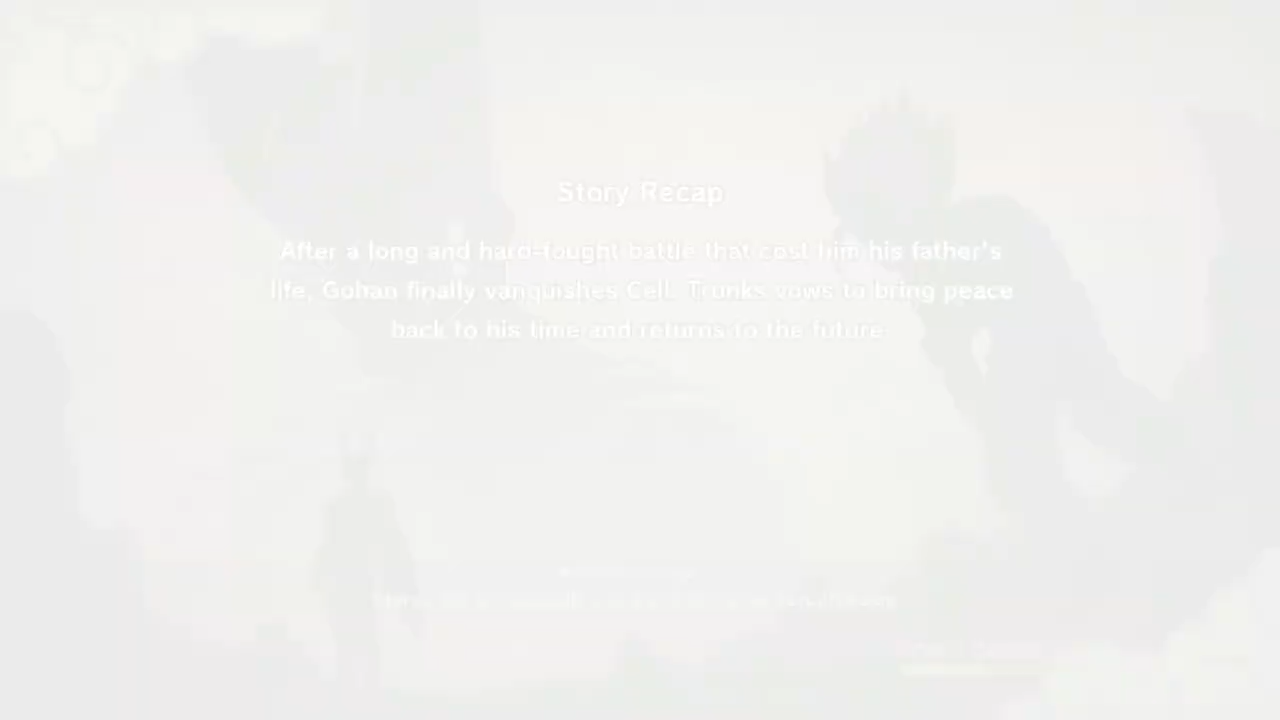 Story Recap
After a long and hard-fought battle that cost him his father's
life, Gohan finally vanquishes Cell. Trunks vows to bring peace
back to his time and returns to the future